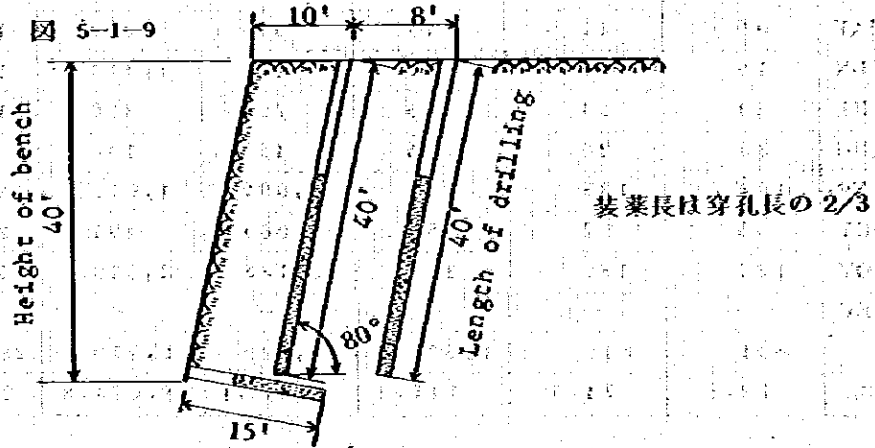 図 5-1-9
10'
8'
Height of bench
40'
40'
40'
Length of drilling
装薬長は穿孔長の 2/3
80°
15'